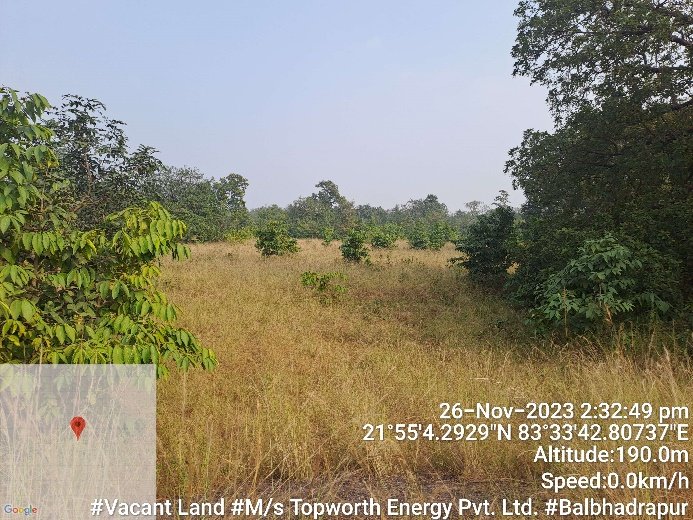 26-Nov-2023 2:32:49 pm
21°55'4.2929"N 83°33'42.80737"E
Altitude:190.0m
Speed:0.0km/h
#Vacant Land #M/s Topworth Energy Pvt. Ltd. #Balbhadrapur
Google